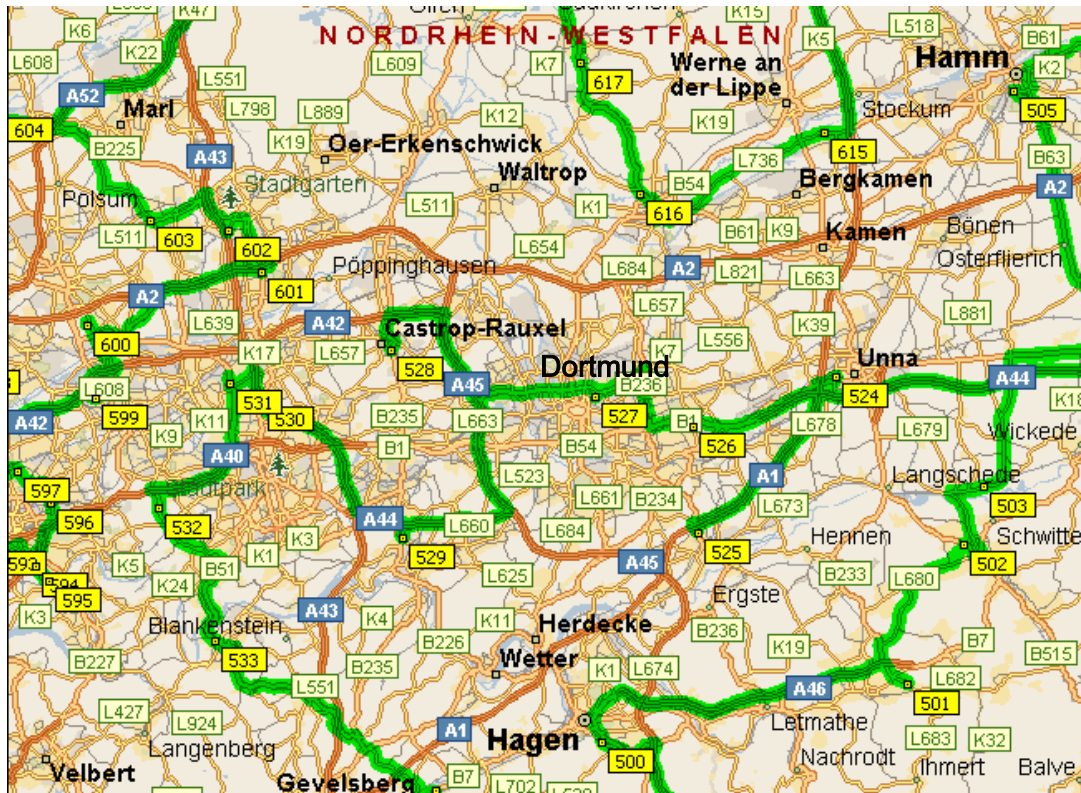 K47
K15
L518
K6
NORDRHEIN-WESTFALEN
K5
B61
K22
L608
L609
K7
Werne an
der Lippe
Hamm
K2
L551
617
A52
Marl
L798
L889
K12
Stockum
505
604
K19
K19
615
B225
A43
Oer-Erkenschwick
L736
B63
Stadtgarten
Waltrop
B54
Bergkamen
A2
Polsum
L511
K1
616
L511
603
602
L654
B61
K9
Kamen
Bönen
Pöppinghausen
L684
A2
L821
L663
Osterflierich
601
A2
L657
L639
A42
Castrop-Rauxel
K39
L881
600
K17
L657
528
L556
K7
Unna
Dortmund
L608
A45
B236
524
A44
531
527
K18
599
530
A42
K11
B235
L663
B1
526
L678
L679
K9
B1
B54
Wickede
A40
L523
A1
Langschede
597
Stadtpark
L661
B234
L673
503
596
532
A44
L660
L684
Hennen
K3
529
525
502
K5
K1
A45
593
594
B51
L625
B233
L680
595
K24
Ergste
K3
A43
K4
K11
Herdecke
B236
Blankenstein
B226
K19
B7
533
Wetter
B515
B227
B235
K1
L674
L551
A46
L682
501
L427
L924
Letmathe
A1
Hagen
L683
K32
Langenberg
500
Nachrodt
Velbert
B7
Ihmert
Balve
Gevelsberg
L702